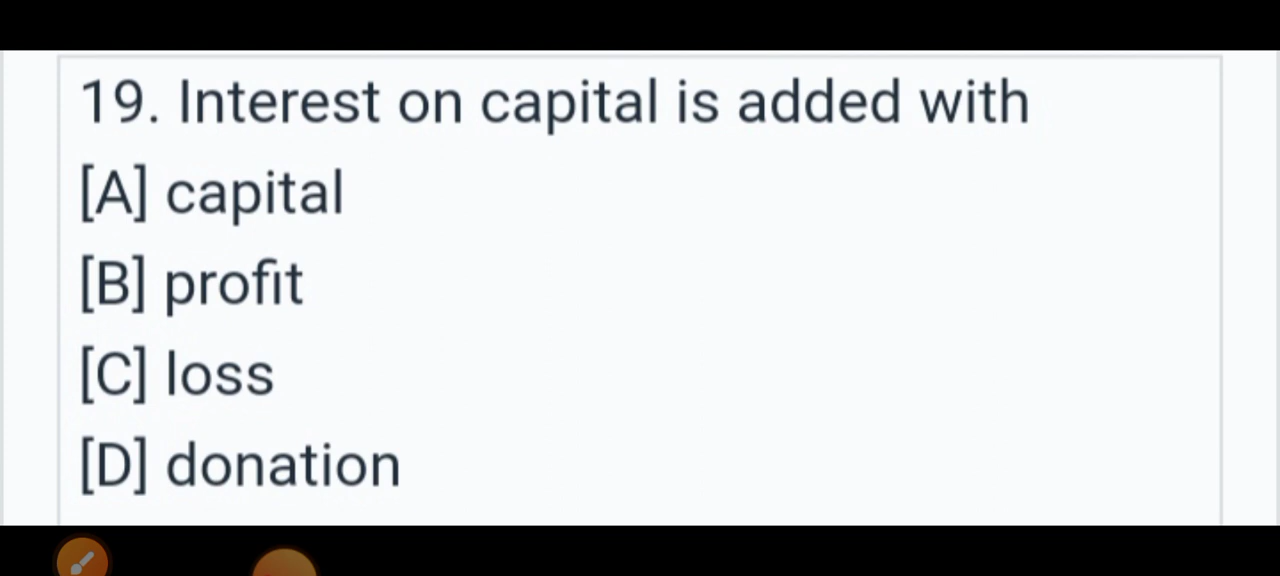 19. Interest on capital is added with
[A] capital
[B] profit
[C] loss
[D] donation